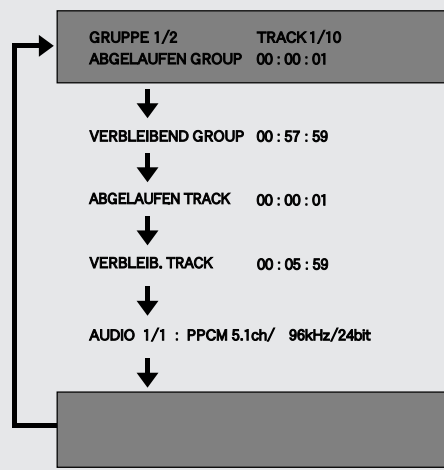 GRUPPE 1/2 TRACK 1/10
ABGELAUFEN GROUP 00 : 00 : 01
VERBLEIBEND GROUP 00 : 57 : 59
ABGELAUFEN TRACK 00 : 00 : 01
VERBLEIB. TRACK 00 : 05 : 59
AUDIO 1/1 : PPCM 5.1ch/ 96kHz/24bit